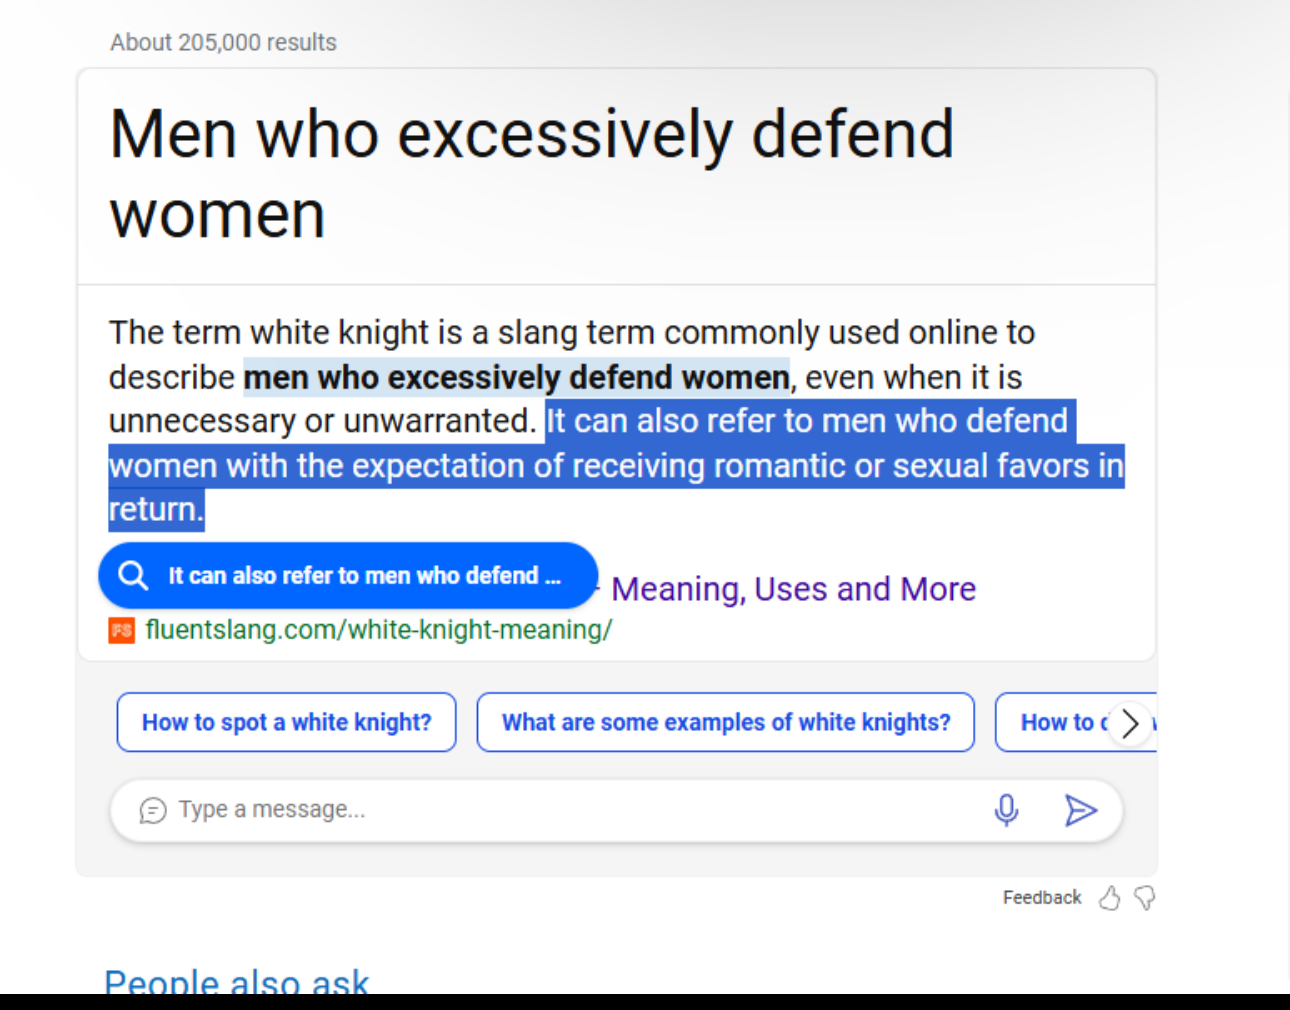 About 205,000 results
Men who excessively defend
women
The term white knight is a slang term commonly used online to
describe men who excessively defend women, even when it is
unnecessary or unwarranted. It can also refer to men who defend
women with the expectation of receiving romantic or sexual favors in
return.
It can also refer to men who defend ...
Meaning, Uses and More
FS fluentslang.com/white-knight-meaning/
How to spot a white knight? What are some examples of white knights? How to
Type a message...
Feedback
People also ask